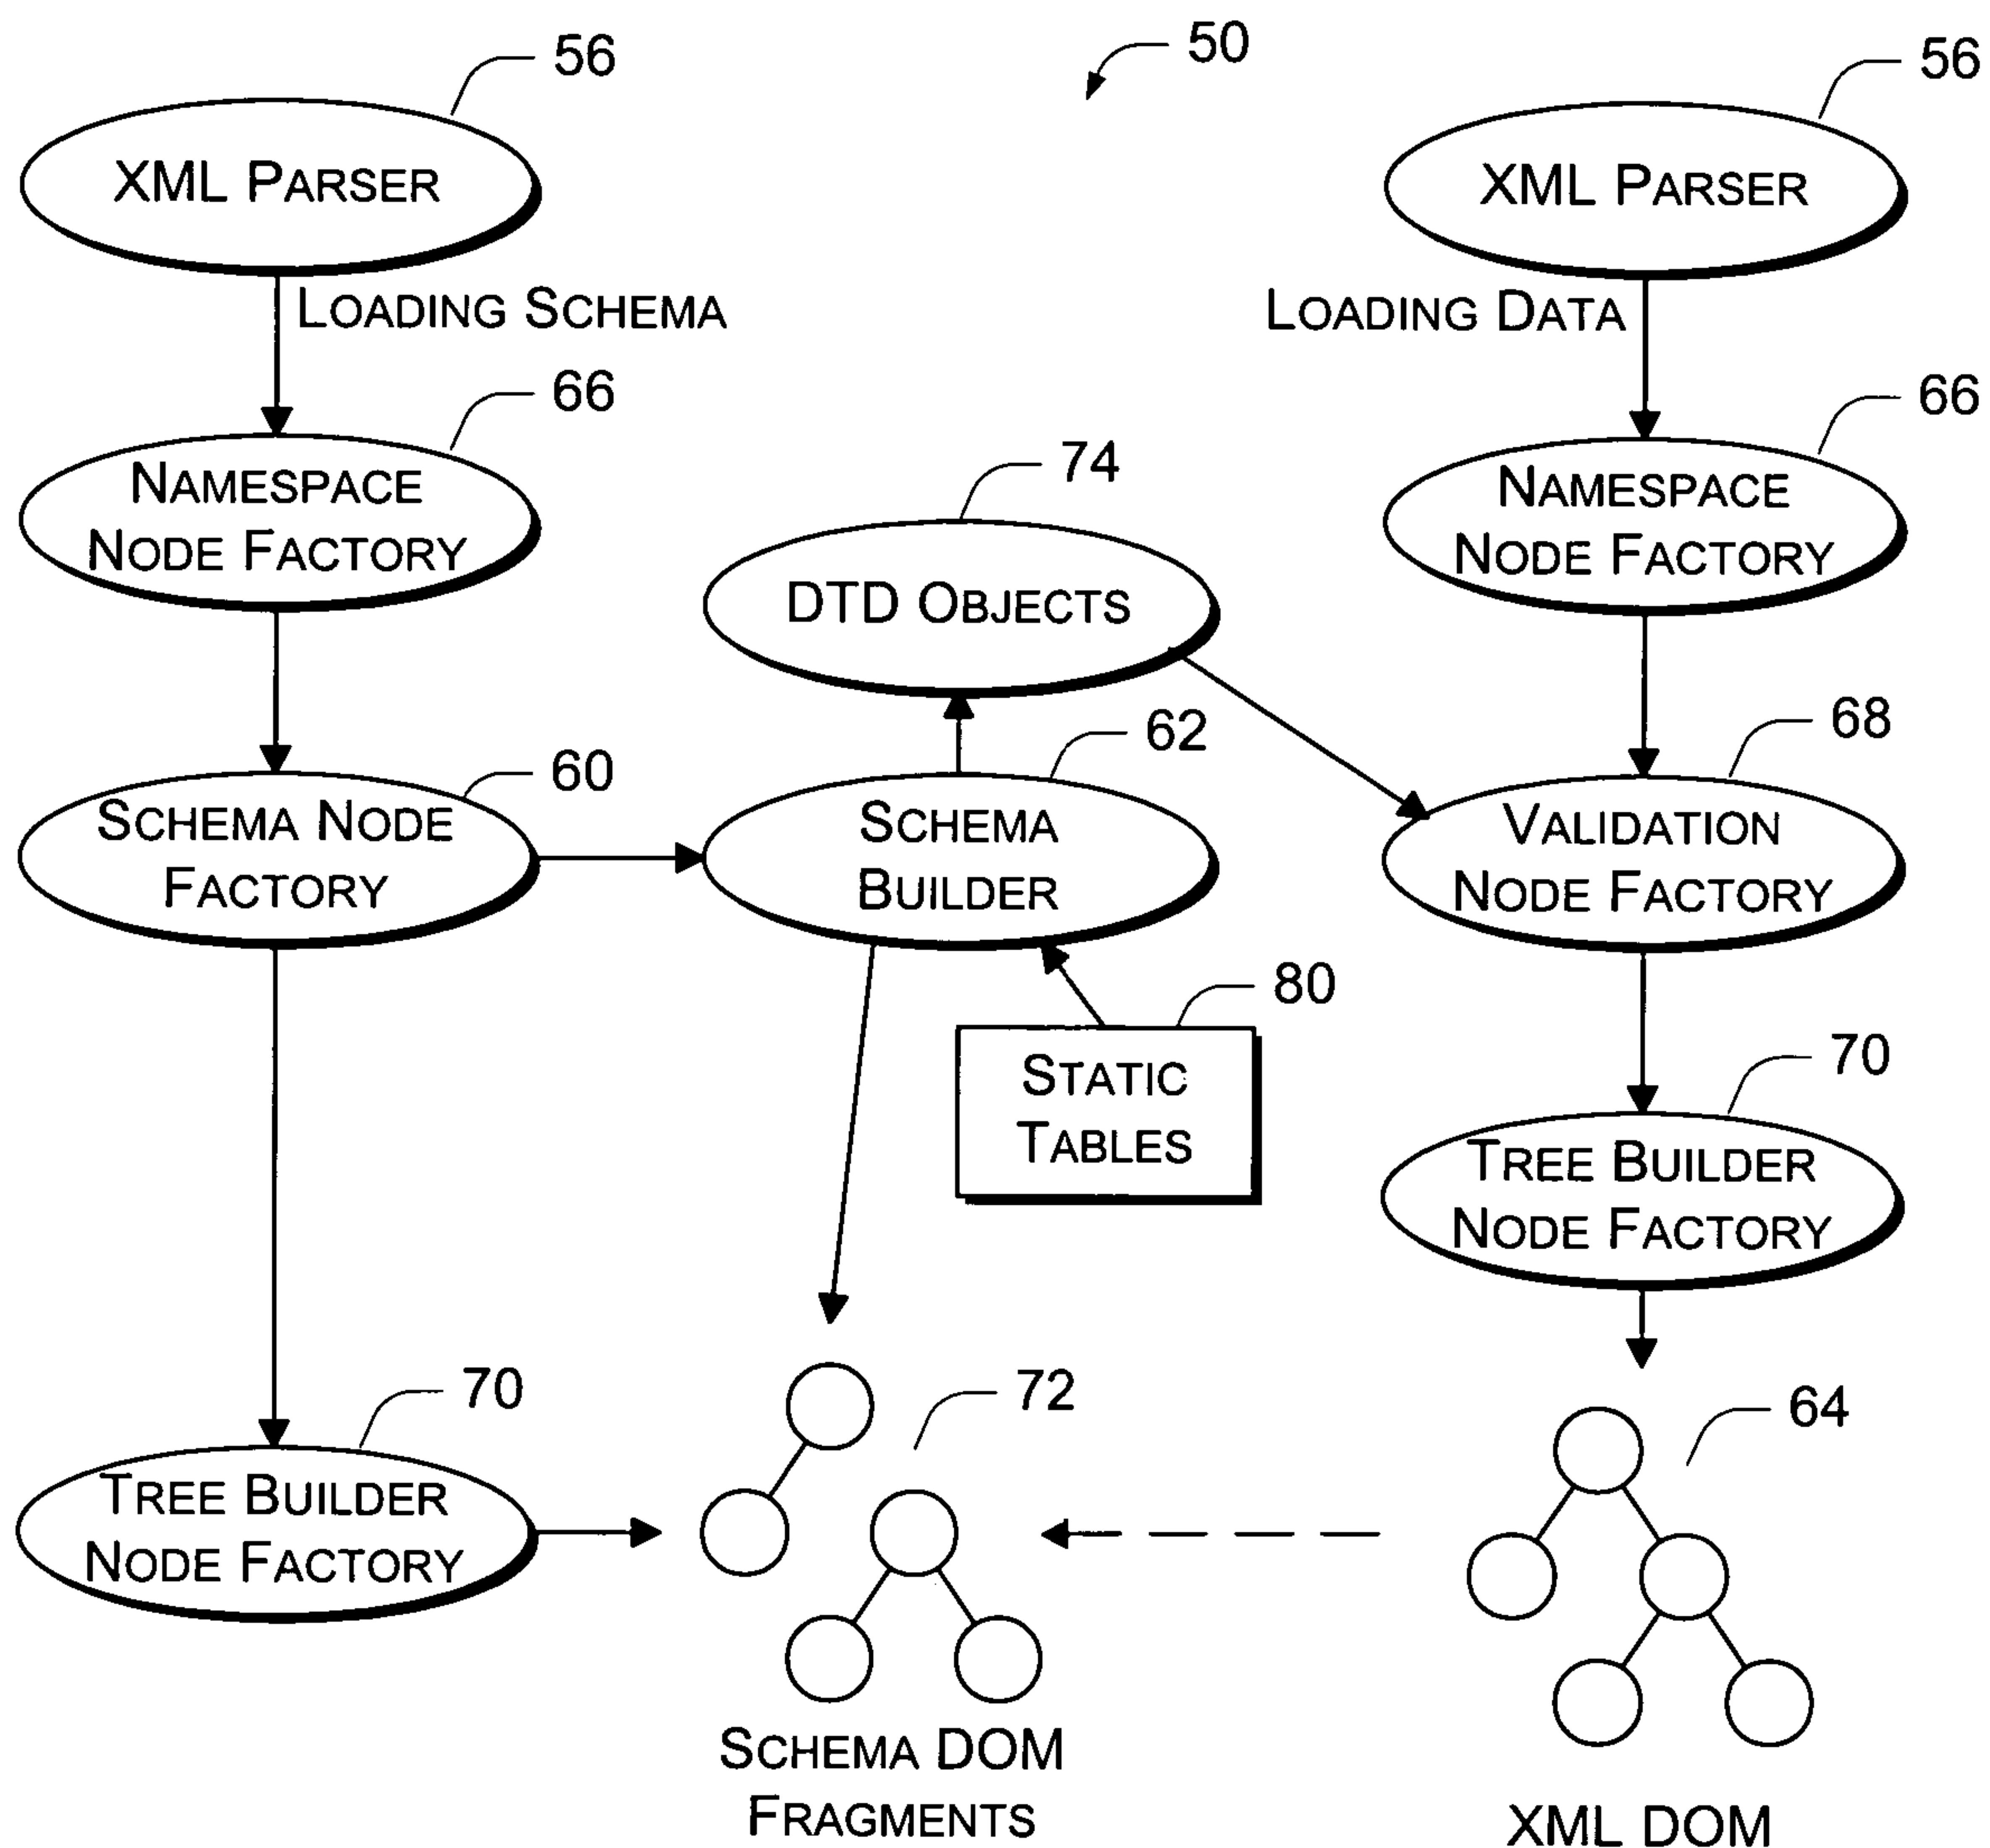 50
56
XML PARSER
LOADING SCHEMA
66
NAMESPACE
NODE FACTORY
60
SCHEMA NODE
FACTORY
70
TREE BUILDER
NODE FACTORY
74
DTD OBJECTS
62
SCHEMA
BUILDER
80
STATIC
TABLES
72
SCHEMA DOM
FRAGMENTS
56
XML PARSER
LOADING DATA
66
NAMESPACE
NODE FACTORY
68
VALIDATION
NODE FACTORY
70
TREE BUILDER
NODE FACTORY
64
XML DOM